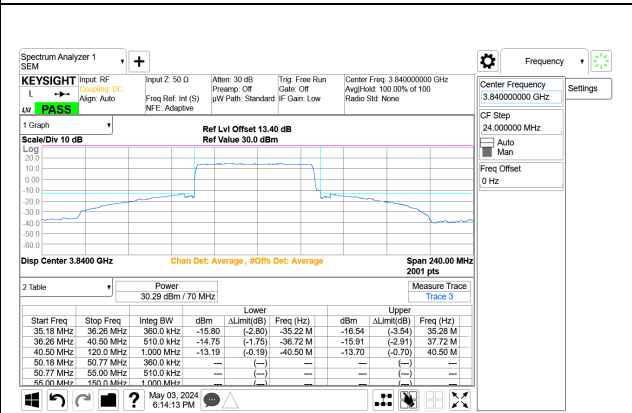 Spectrum Analyzer 1
SEM
Frequency
KEYSIGHT Input: RF Input Z: 50 Ω Atten: 30 dB Trig: Free Run Center Freq: 3.840000000 GHz
L Coupling: DC Preamp: Off Gate: Off Avg|Hold: 100.00% of 100
Align: Auto Freq Ref: Int (S) µW Path: Standard IF Gain: Low Radio Std: None
LXI PASS NFE: Adaptive
Center Frequency
3.840000000 GHz
Settings
CF Step
24.000000 MHz
Auto
Man
Freq Offset
0 Hz
1 Graph
Ref Lvl Offset 13.40 dB
Scale/Div 10 dB Ref Value 30.0 dBm
Log
20.0
10.0
0.00
-10.0
-20.0
-30.0
-40.0
-50.0
-60.0
Disp Center 3.8400 GHz Chan Det: Average , #Offs Det: Average Span 240.00 MHz
2001 pts
2 Table Power Measure Trace
30.29 dBm / 70 MHz Trace 3
Lower Upper
Start Freq Stop Freq Integ BW dBm ΔLimit(dB) Freq (Hz) dBm ΔLimit(dB) Freq (Hz)
35.18 MHz 36.26 MHz 360.0 kHz -15.80 (-2.80) -35.22 M -16.54 (-3.54) 35.28 M
36.26 MHz 40.50 MHz 510.0 kHz -14.75 (-1.75) -36.72 M -15.91 (-2.91) 37.72 M
40.50 MHz 120.0 MHz 1.000 MHz -13.19 (-0.19) -40.50 M -13.70 (-0.70) 40.50 M
50.18 MHz 50.77 MHz 360.0 kHz --- (---) --- --- (---) ---
50.77 MHz 55.00 MHz 510.0 kHz --- (---) --- --- (---) ---
55.00 MHz 150.0 MHz 1.000 MHz --- (---) --- --- (---) ---
May 03, 2024
6:14:13 PM